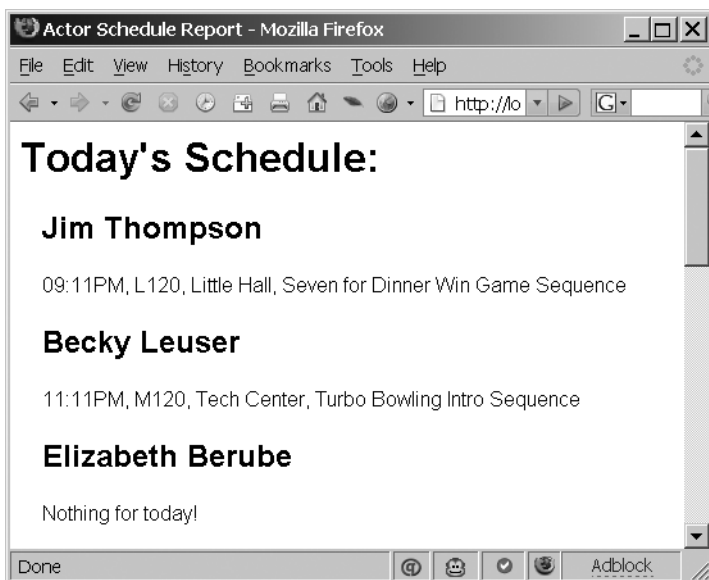 Actor Schedule Report - Mozilla Firefox
File Edit View History Bookmarks Tools Help
http://lo G
Today's Schedule:
Jim Thompson
09:11PM, L120, Little Hall, Seven for Dinner Win Game Sequence
Becky Leuser
11:11PM, M120, Tech Center, Turbo Bowling Intro Sequence
Elizabeth Berube
Nothing for today!
Done @ Adblock